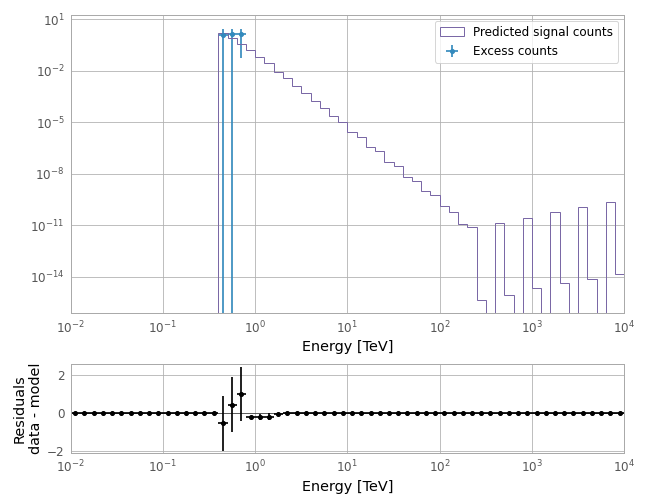 10^1
10^-2
10^-5
10^-8
10^-11
10^-14
Predicted signal counts
Excess counts
10^-2 10^-1 10^0 10^1 10^2 10^3 10^4
Energy [TeV]
Residuals
data - model
2
0
−2
10^-2 10^-1 10^0 10^1 10^2 10^3 10^4
Energy [TeV]